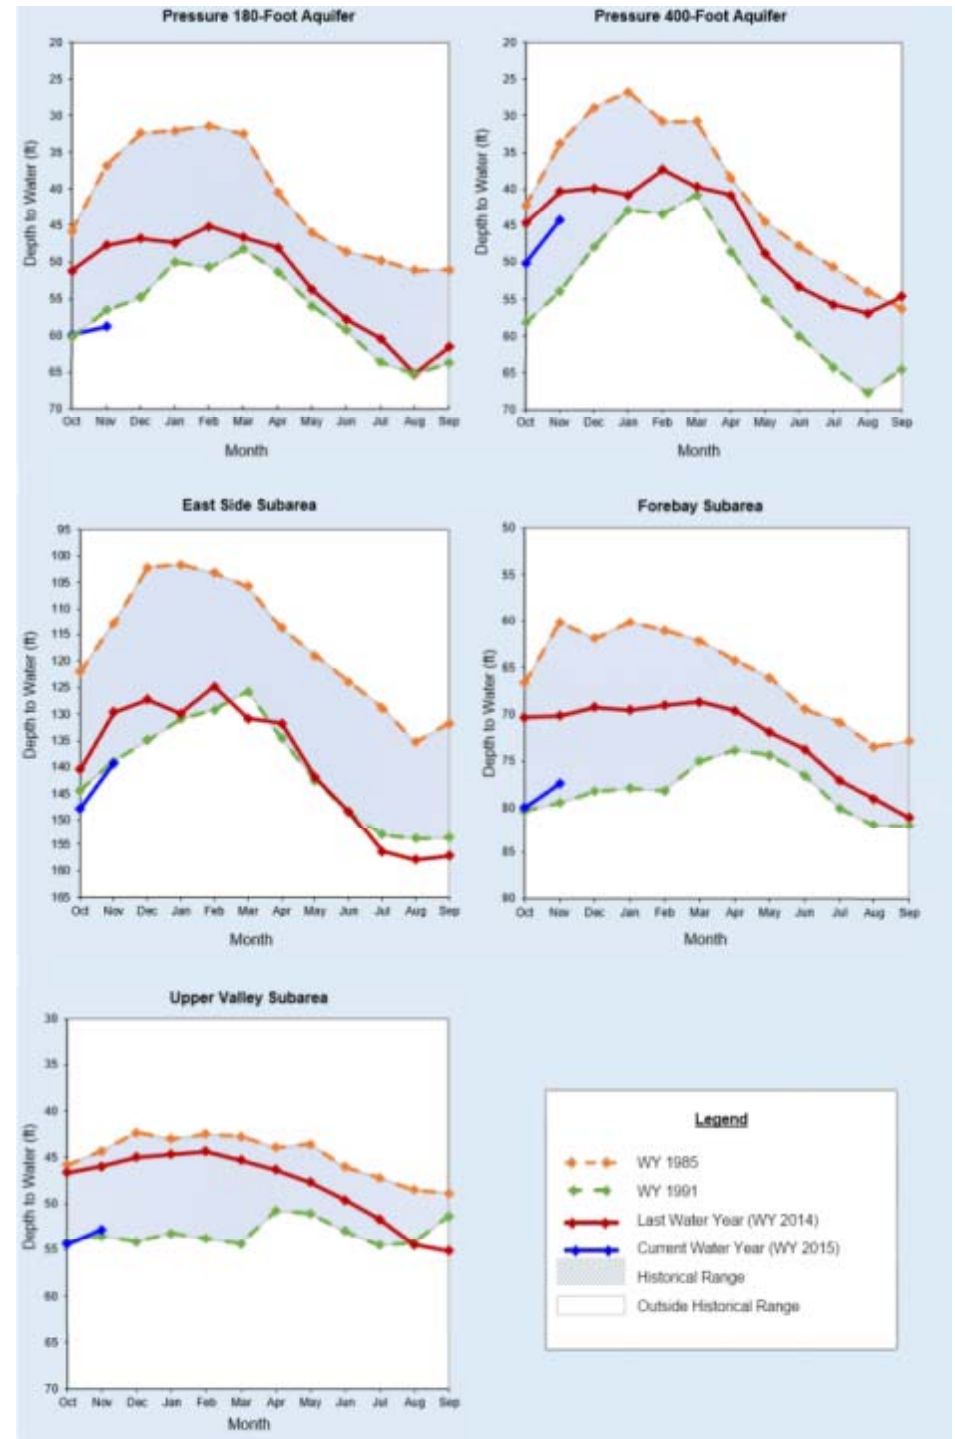 Pressure 180-Foot Aquifer
Depth to Water (ft)
20
25
30
35
40
45
50
55
60
65
70
Oct Nov Dec Jan Feb Mar Apr May Jun Jul Aug Sep
Month
Pressure 400-Foot Aquifer
Depth to Water (ft)
20
25
30
35
40
45
50
55
60
65
70
Oct Nov Dec Jan Feb Mar Apr May Jun Jul Aug Sep
Month
East Side Subarea
Depth to Water (ft)
95
100
105
110
115
120
125
130
135
140
145
150
155
160
165
Oct Nov Dec Jan Feb Mar Apr May Jun Jul Aug Sep
Month
Forebay Subarea
Depth to Water (ft)
50
55
60
65
70
75
80
85
90
Oct Nov Dec Jan Feb Mar Apr May Jun Jul Aug Sep
Month
Upper Valley Subarea
Depth to Water (ft)
30
35
40
45
50
55
60
65
70
Oct Nov Dec Jan Feb Mar Apr May Jun Jul Aug Sep
Month
Legend
WY 1985
WY 1991
Last Water Year (WY 2014)
Current Water Year (WY 2015)
Historical Range
Outside Historical Range